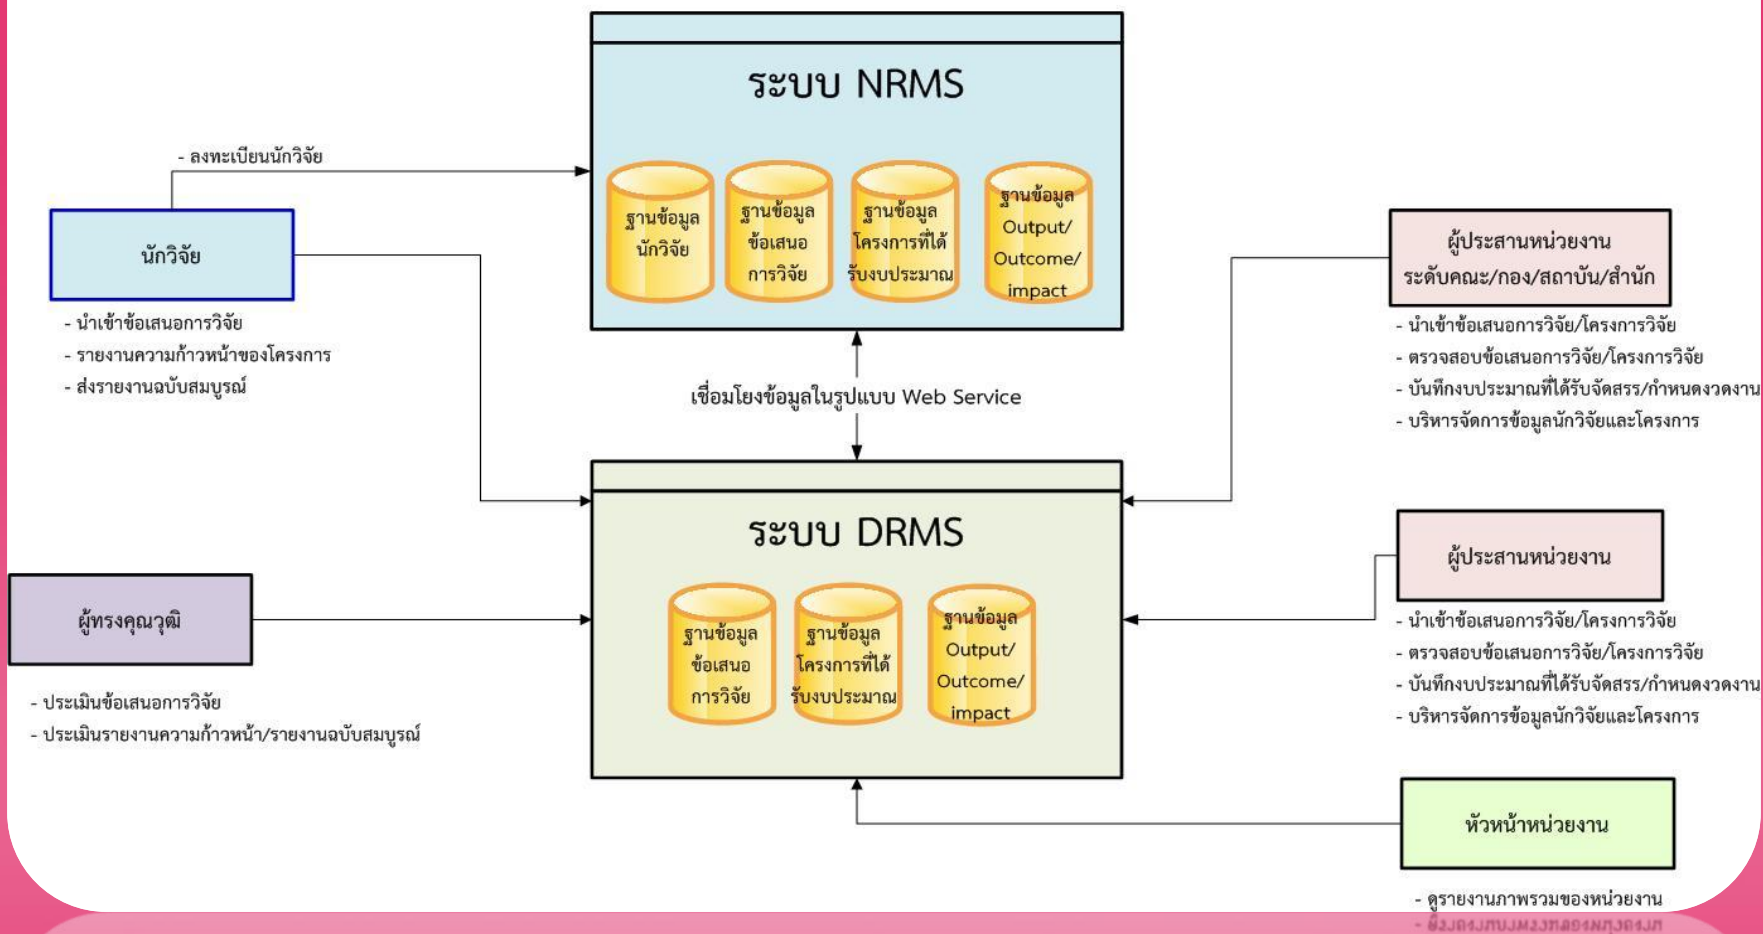 ระบบ NRMS
- ลงทะเบียนนักวิจัย
ฐานข้อมูล
นักวิจัย
ฐานข้อมูล
ข้อเสนอ
การวิจัย
ฐานข้อมูล
โครงการที่ได้
รับงบประมาณ
ฐานข้อมูล
Output/
Outcome/
impact
นักวิจัย
- นำเข้าข้อเสนอการวิจัย
- รายงานความก้าวหน้าของโครงการ
- ส่งรายงานฉบับสมบูรณ์
ผู้ประสานหน่วยงาน
ระดับคณะ/กอง/สถาบัน/สำนัก
- นำเข้าข้อเสนอการวิจัย/โครงการวิจัย
- ตรวจสอบข้อเสนอการวิจัย/โครงการวิจัย
- บันทึกงบประมาณที่ได้รับจัดสรร/กำหนดงวดงาน
- บริหารจัดการข้อมูลนักวิจัยและโครงการ
เชื่อมโยงข้อมูลในรูปแบบ Web Service
ระบบ DRMS
ฐานข้อมูล
ข้อเสนอ
การวิจัย
ฐานข้อมูล
โครงการที่ได้
รับงบประมาณ
ฐานข้อมูล
Output/
Outcome/
impact
ผู้ทรงคุณวุฒิ
- ประเมินข้อเสนอการวิจัย
- ประเมินรายงานความก้าวหน้า/รายงานฉบับสมบูรณ์
ผู้ประสานหน่วยงาน
- นำเข้าข้อเสนอการวิจัย/โครงการวิจัย
- ตรวจสอบข้อเสนอการวิจัย/โครงการวิจัย
- บันทึกงบประมาณที่ได้รับจัดสรร/กำหนดงวดงาน
- บริหารจัดการข้อมูลนักวิจัยและโครงการ
หัวหน้าหน่วยงาน
- ดูรายงานภาพรวมของหน่วยงาน